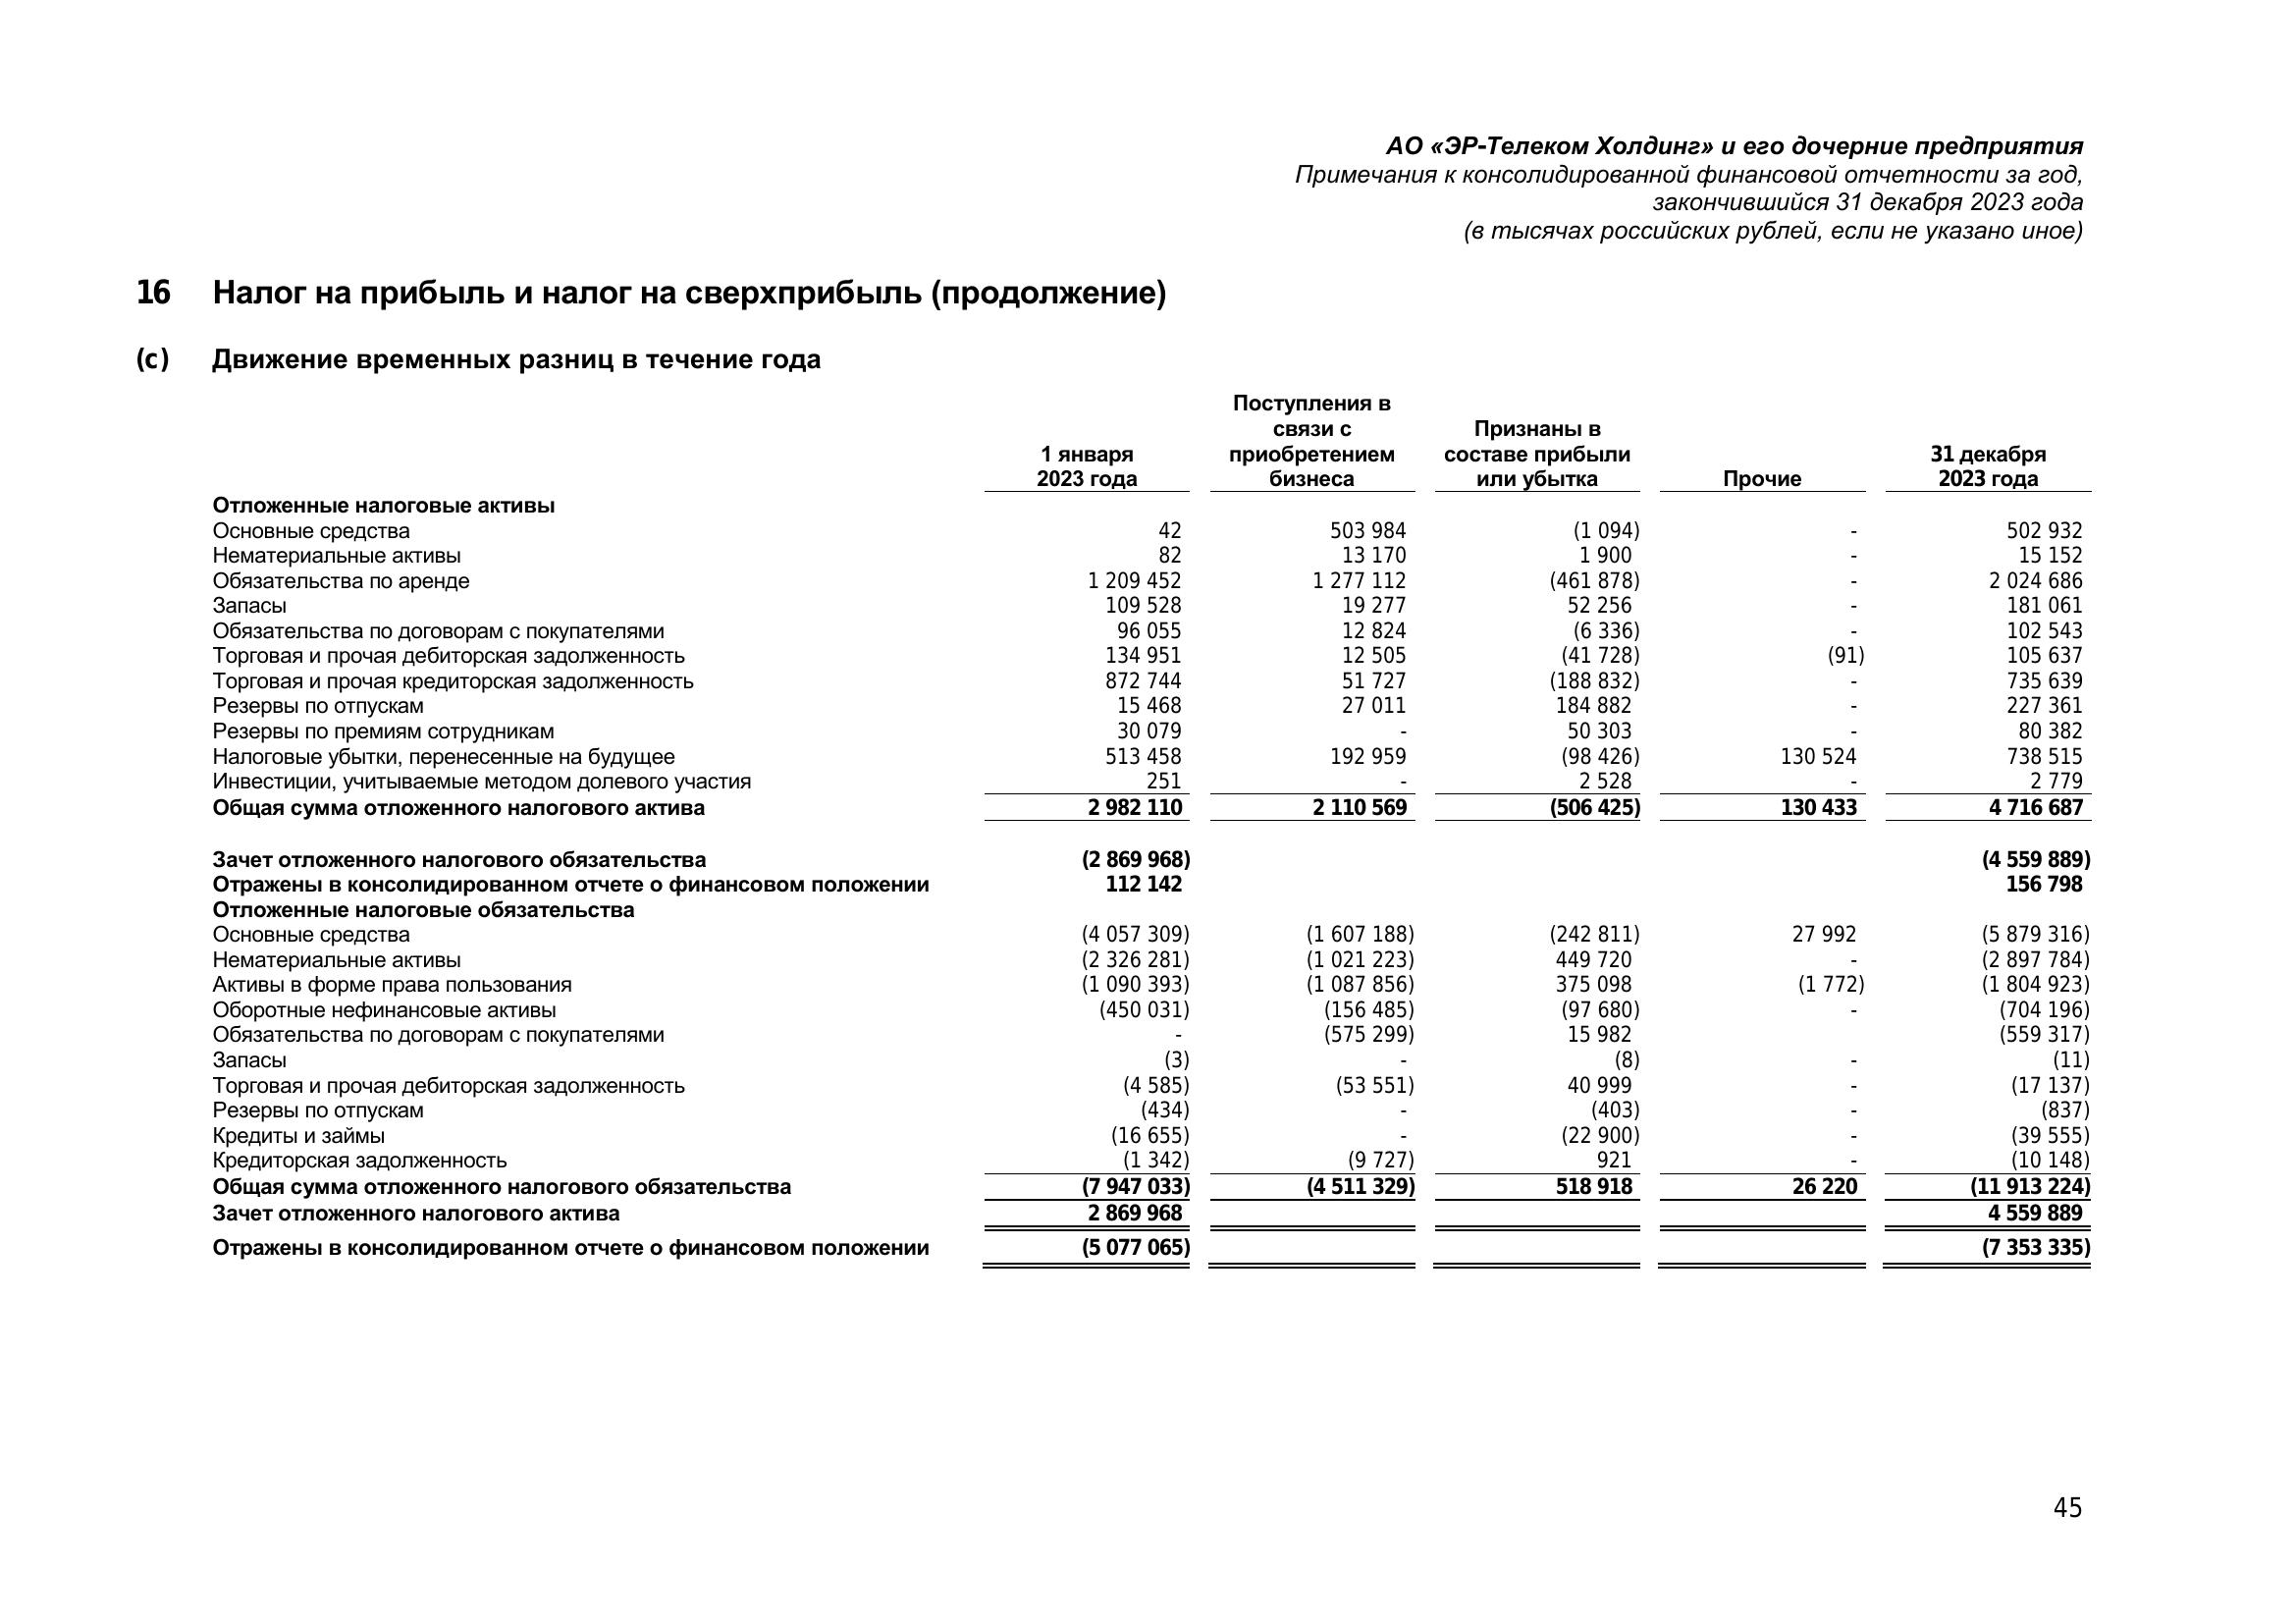 АО «ЭР-Телеком Холдинг» и его дочерние предприятия
Примечания к консолидированной финансовой отчетности за год,
закончившийся 31 декабря 2023 года
(в тысячах российских рублей, если не указано иное)
16 Налог на прибыль и налог на сверхприбыль (продолжение)
(c) Движение временных разниц в течение года
1 января 2023 года | Поступления в связи с приобретением бизнеса | Признаны в составе прибыли или убытка | Прочие | 31 декабря 2023 года
Отложенные налоговые активы
Основные средства 42 503 984 (1 094) - 502 932
Нематериальные активы 82 13 170 1 900 - 15 152
Обязательства по аренде 1 209 452 1 277 112 (461 878) - 2 024 686
Запасы 109 528 19 277 52 256 - 181 061
Обязательства по договорам с покупателями 96 055 12 824 (6 336) - 102 543
Торговая и прочая дебиторская задолженность 134 951 12 505 (41 728) (91) 105 637
Торговая и прочая кредиторская задолженность 872 744 51 727 (188 832) - 735 639
Резервы по отпускам 15 468 27 011 184 882 - 227 361
Резервы по премиям сотрудникам 30 079 - 50 303 - 80 382
Налоговые убытки, перенесенные на будущее 513 458 192 959 (98 426) 130 524 738 515
Инвестиции, учитываемые методом долевого участия 251 - 2 528 - 2 779
Общая сумма отложенного налогового актива 2 982 110 2 110 569 (506 425) 130 433 4 716 687
Зачет отложенного налогового обязательства (2 869 968) (4 559 889)
Отражены в консолидированном отчете о финансовом положении 112 142 156 798
Отложенные налоговые обязательства
Основные средства (4 057 309) (1 607 188) (242 811) 27 992 (5 879 316)
Нематериальные активы (2 326 281) (1 021 223) 449 720 - (2 897 784)
Активы в форме права пользования (1 090 393) (1 087 856) 375 098 (1 772) (1 804 923)
Оборотные нефинансовые активы (450 031) (156 485) (97 680) - (704 196)
Обязательства по договорам с покупателями - (575 299) 15 982 (559 317)
Запасы (3) - (8) - (11)
Торговая и прочая дебиторская задолженность (4 585) (53 551) 40 999 - (17 137)
Резервы по отпускам (434) - (403) - (837)
Кредиты и займы (16 655) - (22 900) - (39 555)
Кредиторская задолженность (1 342) (9 727) 921 - (10 148)
Общая сумма отложенного налогового обязательства (7 947 033) (4 511 329) 518 918 26 220 (11 913 224)
Зачет отложенного налогового актива 2 869 968 4 559 889
Отражены в консолидированном отчете о финансовом положении (5 077 065) (7 353 335)
45